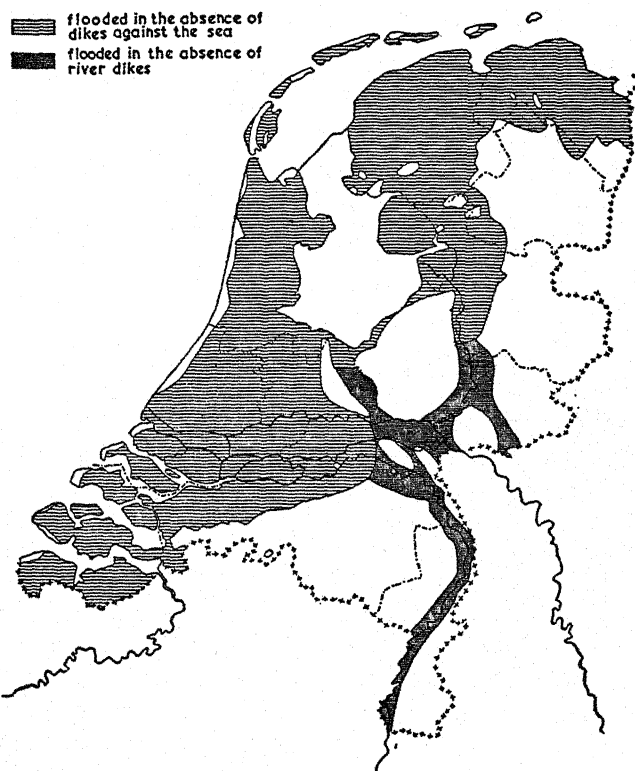 flooded in the absence of
dikes against the sea
flooded in the absence of
river dikes